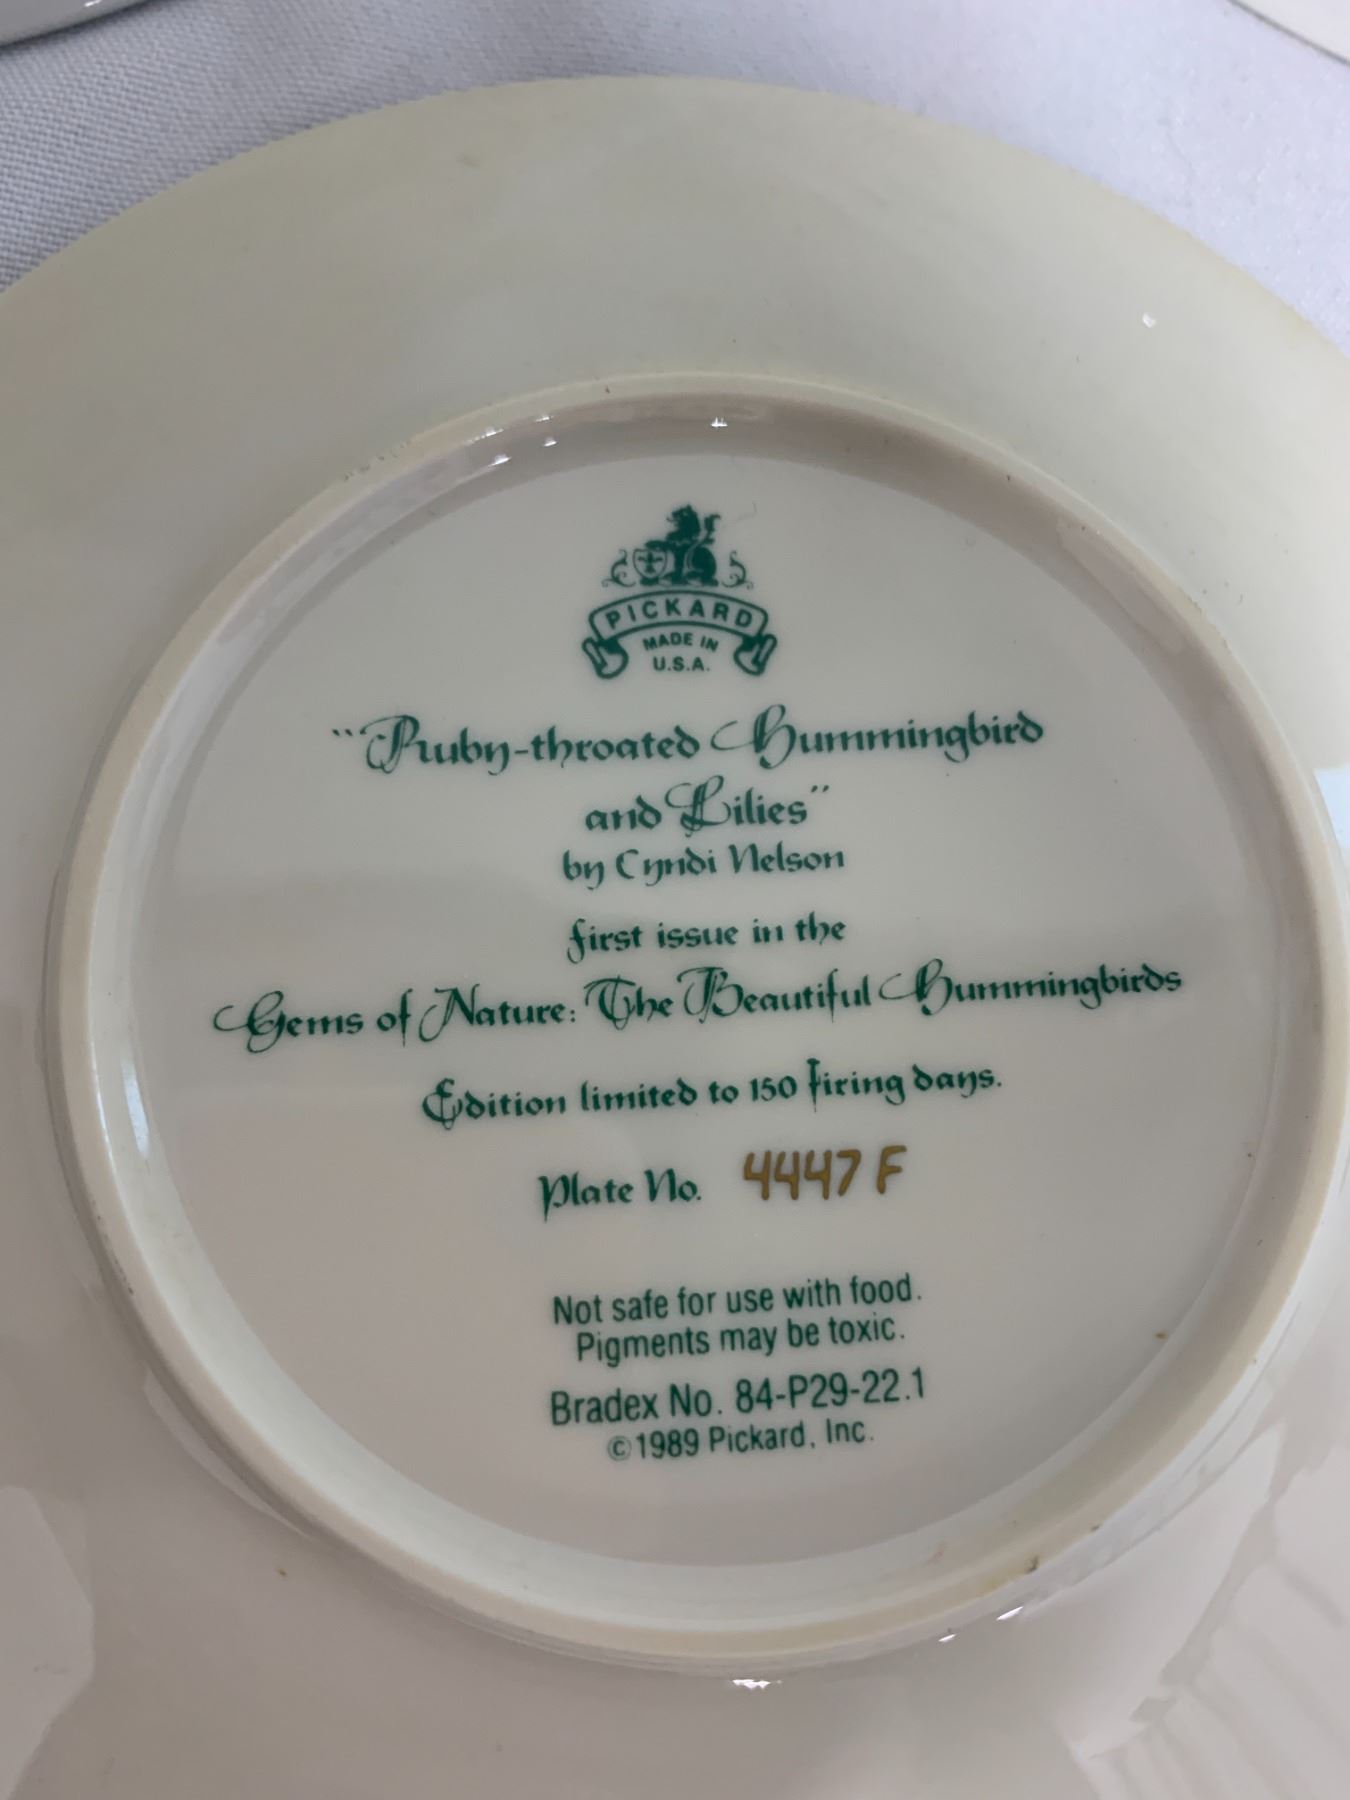 PICKARD
MADE IN
U.S.A.
"Ruby-throated Hummingbird
and Lilies"
by Cyndi Nelson
first issue in the
Gems of Nature: The Beautiful Hummingbirds
Edition limited to 150 firing days.
Plate No. 4447 F
Not safe for use with food.
Pigments may be toxic.
Bradex No. 84-P29-22.1
©1989 Pickard, Inc.